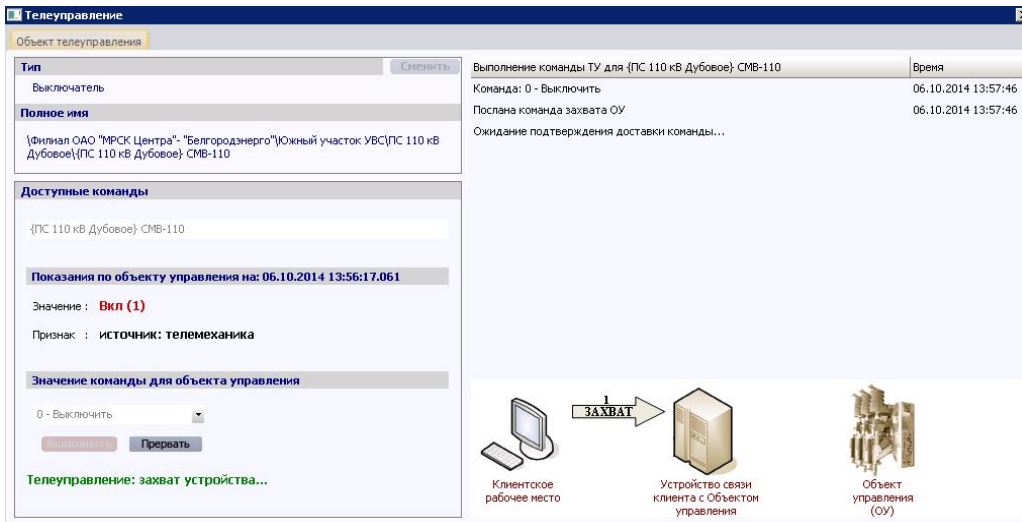 Телеуправление
Объект телеуправления
Тип
Сменить
Выключатель
Полное имя
\Филиал ОАО "МРСК Центра"- "Белгородэнерго"\Южный участок УВС\ПС 110 кВ
Дубовое\{ПС 110 кВ Дубовое} СМВ-110
Доступные команды
{ПС 110 кВ Дубовое} СМВ-110
Показания по объекту управления на: 06.10.2014 13:56:17.061
Значение : Вкл (1)
Признак : источник: телемеханика
Значение команды для объекта управления
0 - Выключить
Выполнить Прервать
Телеуправление: захват устройства...
Выполнение команды ТУ для {ПС 110 кВ Дубовое} СМВ-110 Время
Команда: 0 - Выключить 06.10.2014 13:57:46
Послана команда захвата ОУ 06.10.2014 13:57:46
Ожидание подтверждения доставки команды...
1
ЗАХВАТ
Клиентское
рабочее место
Устройство связи
клиента с Объектом
управления
Объект
управления
(ОУ)